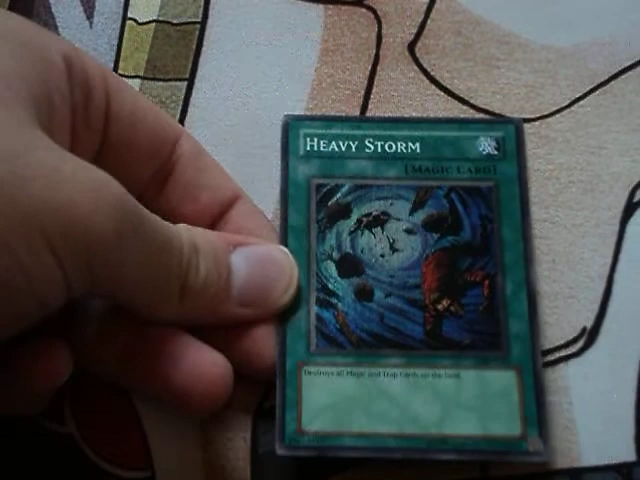 HEAVY STORM
[MAGIC CARD]
Destroys all Magic and Trap Cards on the field.